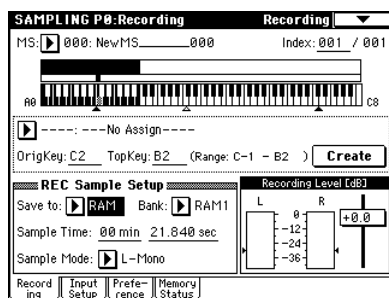 SAMPLING P0:Recording Recording
MS: 000: NewMS_______000 Index: 001 / 001
A0 C8
----: ---No Assign----
OrigKey: C2 TopKey: B2 (Range: C-1 - B2 ) Create
REC Sample Setup
Recording Level [dB]
Save to: RAM Bank: RAM1
L R
0
+0.0
-12
-24
-36
Sample Time: 00 min 21.840 sec
Sample Mode: L-Mono
Record ing
Input Setup
Prefe- rence
Memory Status